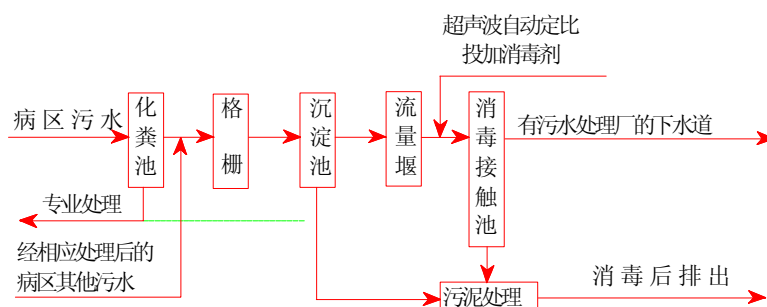 超声波自动定比
投加消毒剂
病区污水
化粪池
格栅
沉淀池
流量堰
消毒接触池
有污水处理厂的下水道
专业处理
经相应处理后的
病区其他污水
污泥处理
消毒后排出